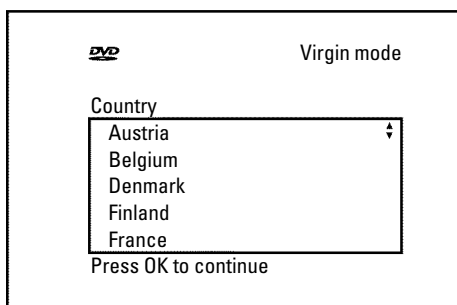 DVD Virgin mode
Country
Austria
Belgium
Denmark
Finland
France
Press OK to continue